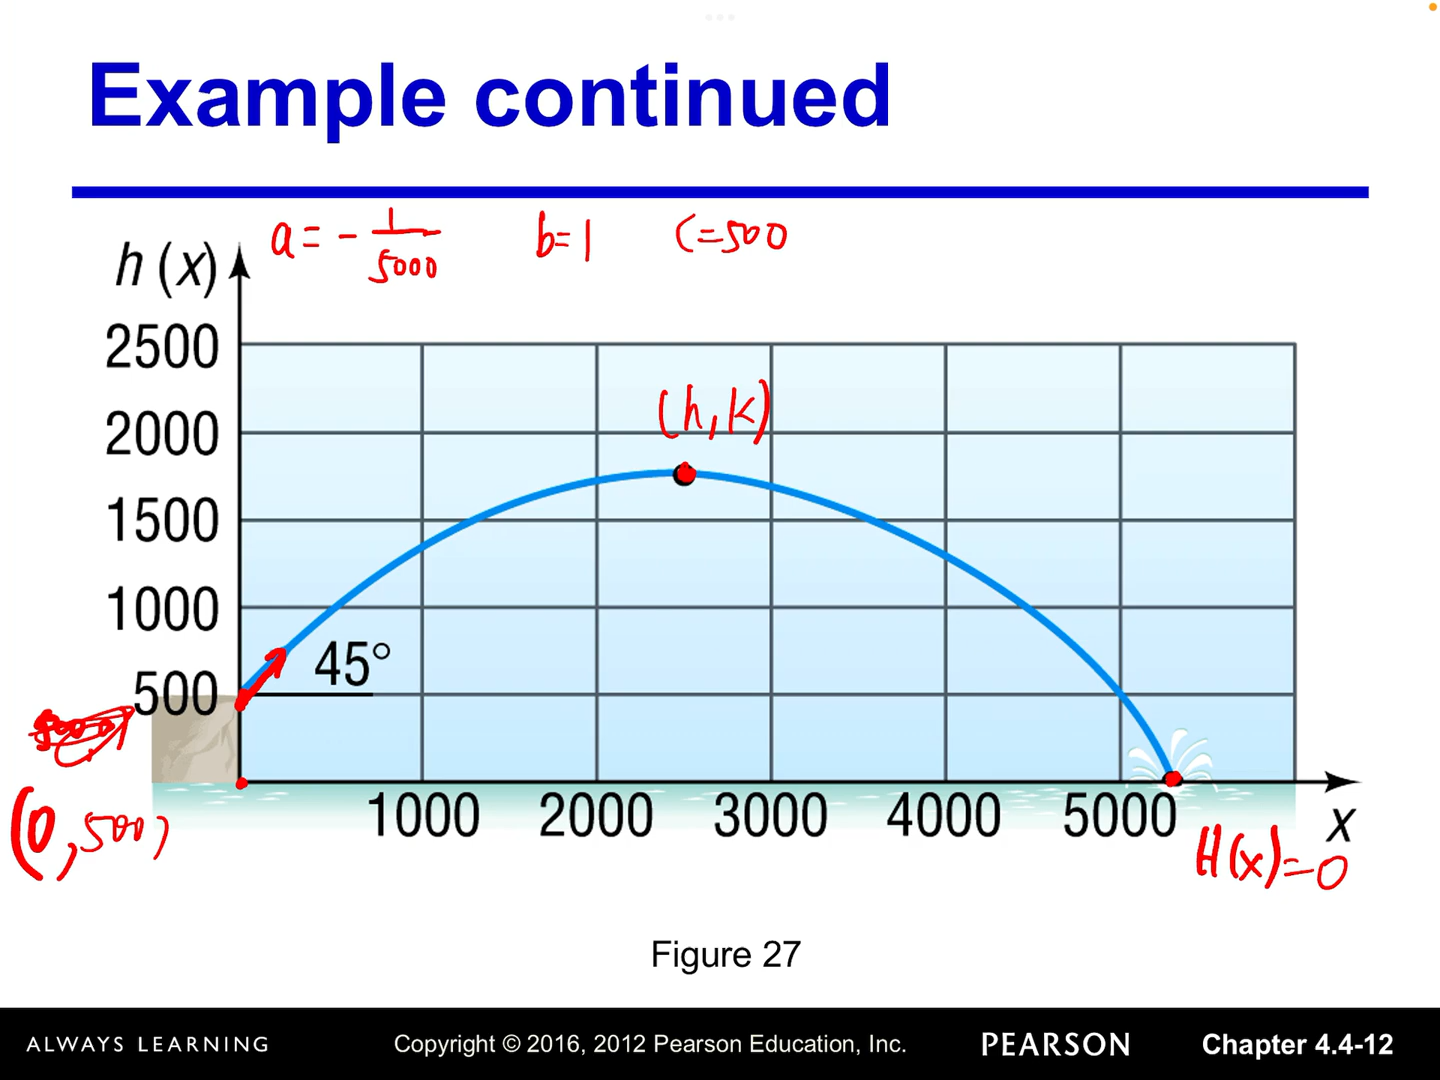 Example continued
a = - 1/5000 b=1 C=500
h (x)
2500
2000
(h,k)
1500
1000
45°
500
(0,500)
1000 2000 3000 4000 5000 x
H(x)=0
Figure 27
ALWAYS LEARNING Copyright © 2016, 2012 Pearson Education, Inc. PEARSON Chapter 4.4-12